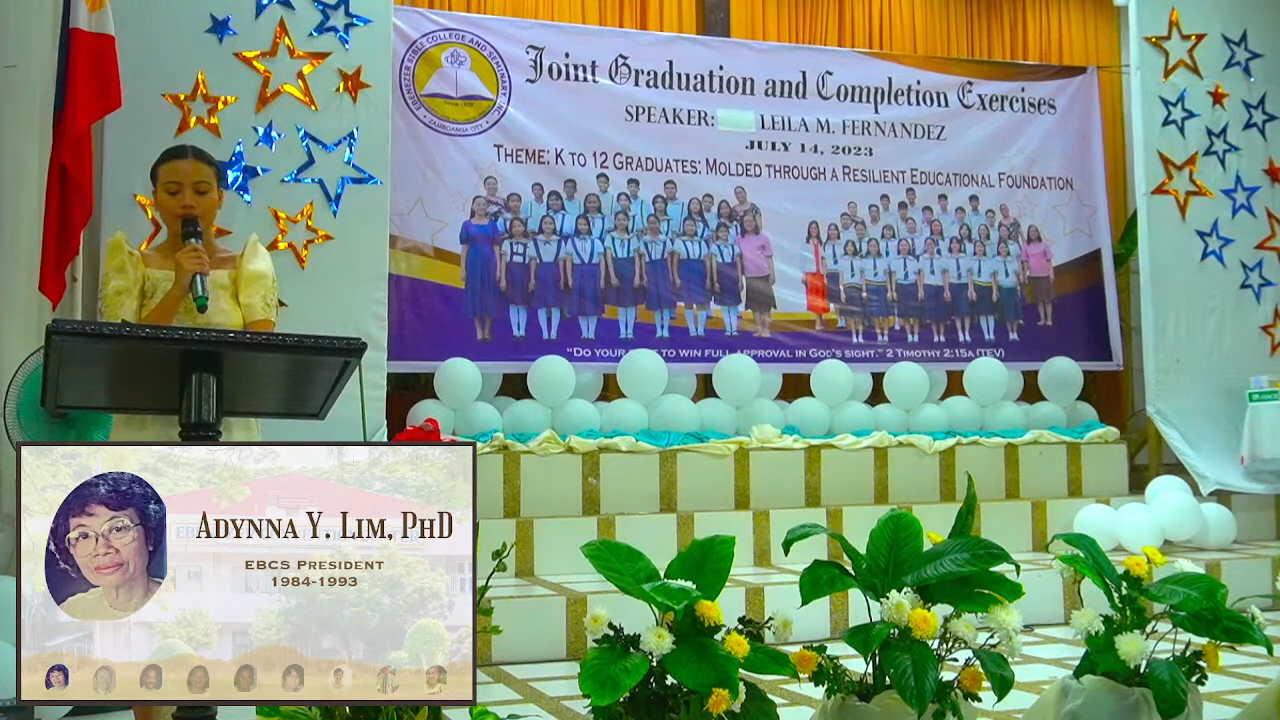 Joint Graduation and Completion Exercises
SPEAKER: LEILA M. FERNANDEZ
JULY 14, 2023
THEME: K TO 12 GRADUATES: MOLDED THROUGH A RESILIENT EDUCATIONAL FOUNDATION
EBENEZER BIBLE COLLEGE AND SEMINARY, INC.
ZAMBOANGA CITY
"DO YOUR TO WIN FULL APPROVAL IN GOD'S SIGHT." 2 TIMOTHY 2:15A (TEV)
ADYNNA Y. LIM, PHD
EBCS PRESIDENT
1984-1993